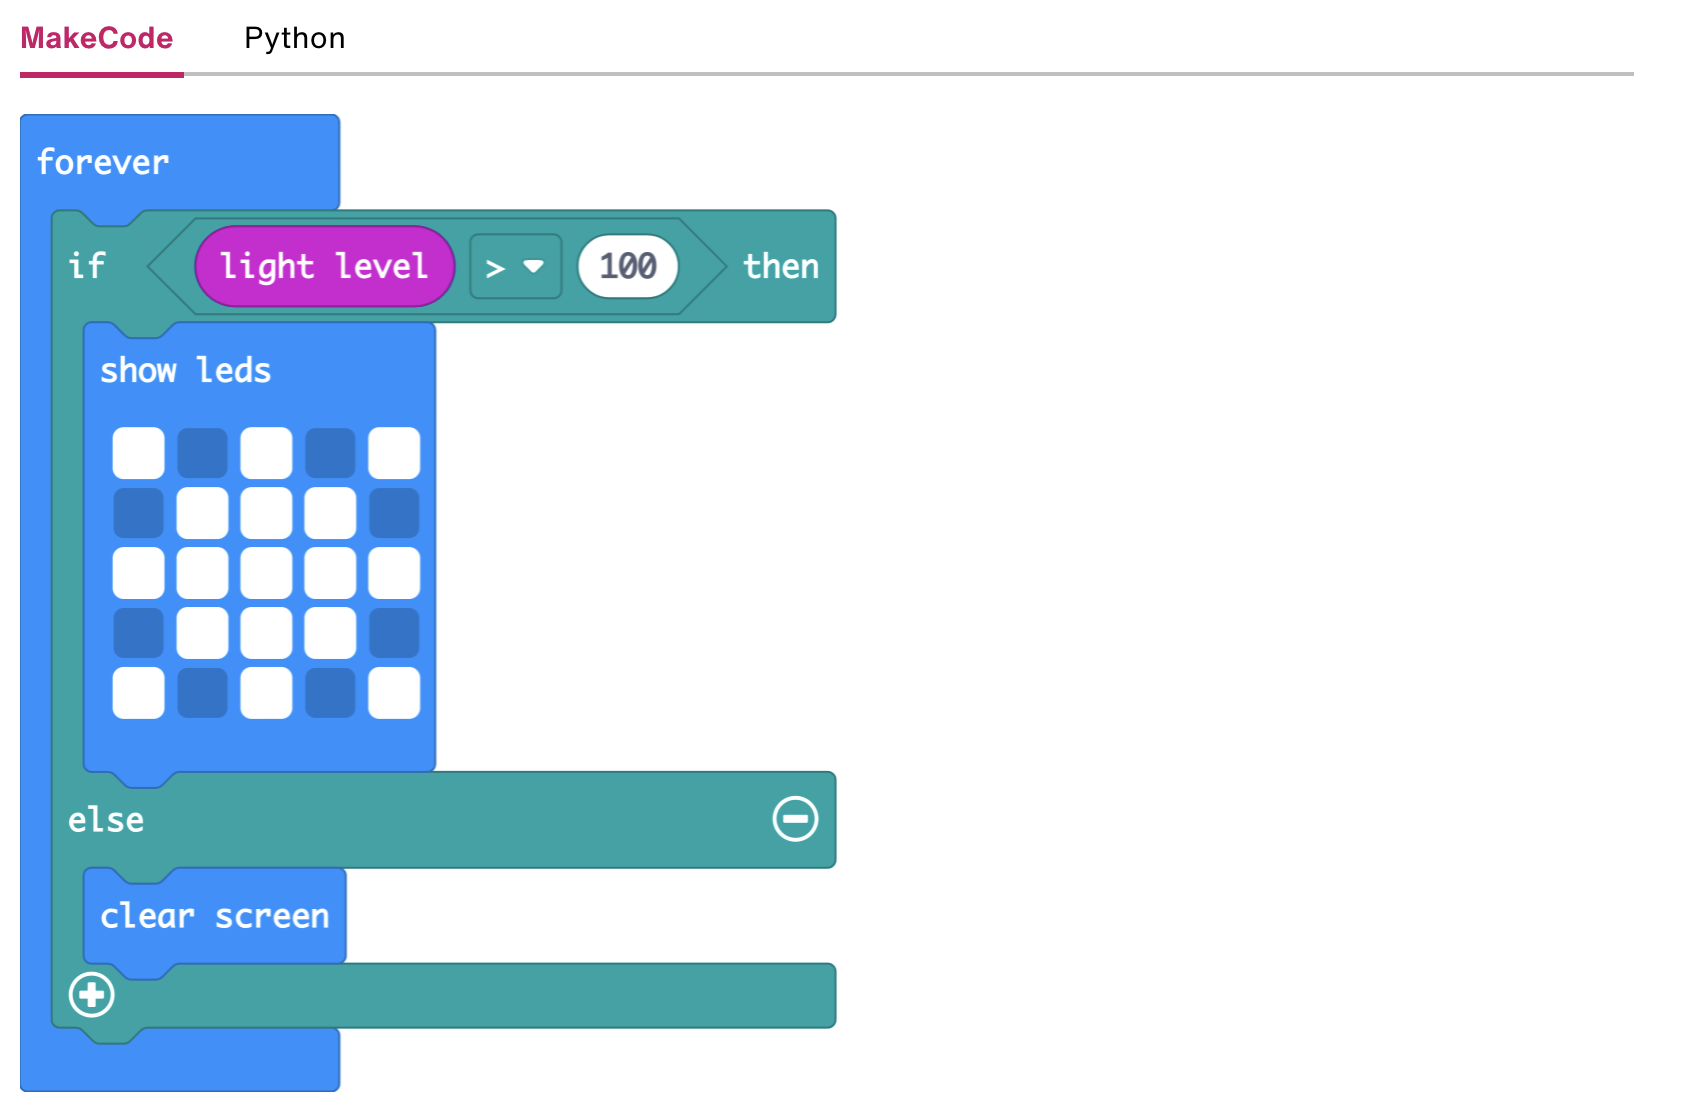 MakeCode Python
forever
if light level > 100 then
show leds
else
clear screen